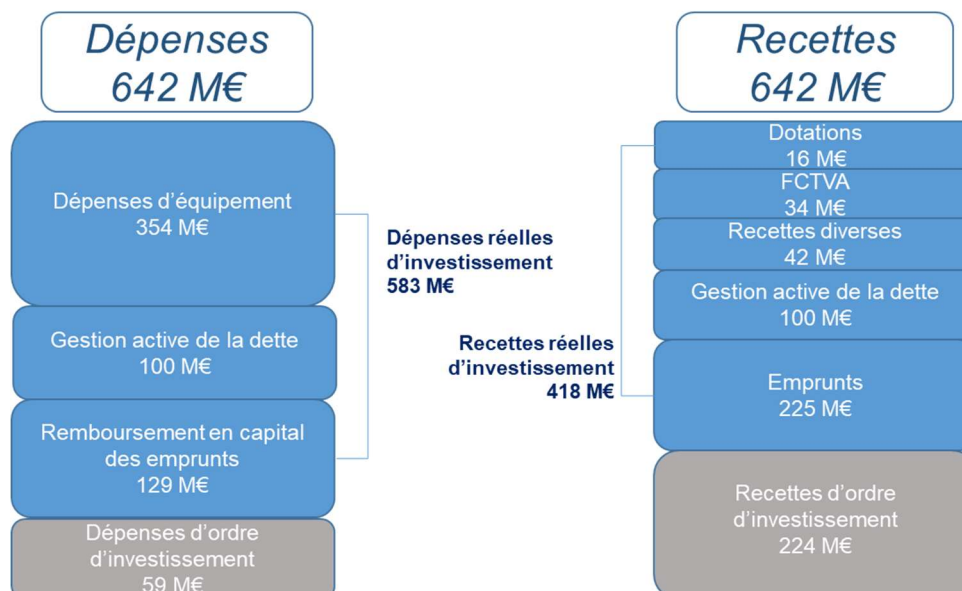 Dépenses
642 M€
Dépenses d’équipement
354 M€
Gestion active de la dette
100 M€
Remboursement en capital
des emprunts
129 M€
Dépenses d’ordre
d’investissement
59 M€
Dépenses réelles
d’investissement
583 M€
Recettes réelles
d’investissement
418 M€
Recettes
642 M€
Dotations
16 M€
FCTVA
34 M€
Recettes diverses
42 M€
Gestion active de la dette
100 M€
Emprunts
225 M€
Recettes d’ordre
d’investissement
224 M€